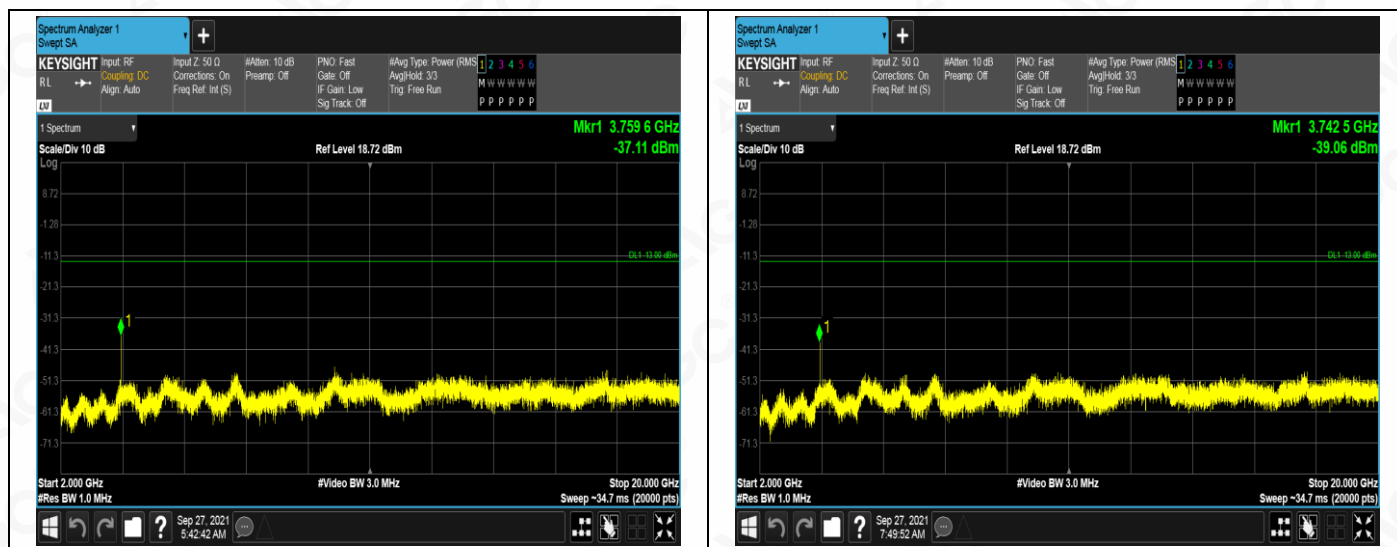 Spectrum Analyzer 1
Swept SA
+
KEYSIGHT
RL
LXI
Input: RF
Coupling: DC
Align: Auto
Input Z: 50 Ω
Corrections: On
Freq Ref: Int (S)
#Atten: 10 dB
Preamp: Off
PNO: Fast
Gate: Off
IF Gain: Low
Sig Track: Off
#Avg Type: Power (RMS
Avg|Hold: 3/3
Trig: Free Run
1 2 3 4 5 6
M W W W W W
P P P P P P
1 Spectrum
Scale/Div 10 dB
Ref Level 18.72 dBm
Mkr1 3.759 6 GHz
-37.11 dBm
Log
8.72
-1.28
-11.3
DL1 -13.00 dBm
-21.3
-31.3
1
-41.3
-51.3
-61.3
-71.3
Start 2.000 GHz
#Res BW 1.0 MHz
#Video BW 3.0 MHz
Stop 20.000 GHz
Sweep ~34.7 ms (20000 pts)
?
Sep 27, 2021
5:42:42 AM
Spectrum Analyzer 1
Swept SA
+
KEYSIGHT
RL
LXI
Input: RF
Coupling: DC
Align: Auto
Input Z: 50 Ω
Corrections: On
Freq Ref: Int (S)
#Atten: 10 dB
Preamp: Off
PNO: Fast
Gate: Off
IF Gain: Low
Sig Track: Off
#Avg Type: Power (RMS
Avg|Hold: 3/3
Trig: Free Run
1 2 3 4 5 6
M W W W W W
P P P P P P
1 Spectrum
Scale/Div 10 dB
Ref Level 18.72 dBm
Mkr1 3.742 5 GHz
-39.06 dBm
Log
8.72
-1.28
-11.3
DL1 -13.00 dBm
-21.3
-31.3
1
-41.3
-51.3
-61.3
-71.3
Start 2.000 GHz
#Res BW 1.0 MHz
#Video BW 3.0 MHz
Stop 20.000 GHz
Sweep ~34.7 ms (20000 pts)
?
Sep 27, 2021
7:49:52 AM